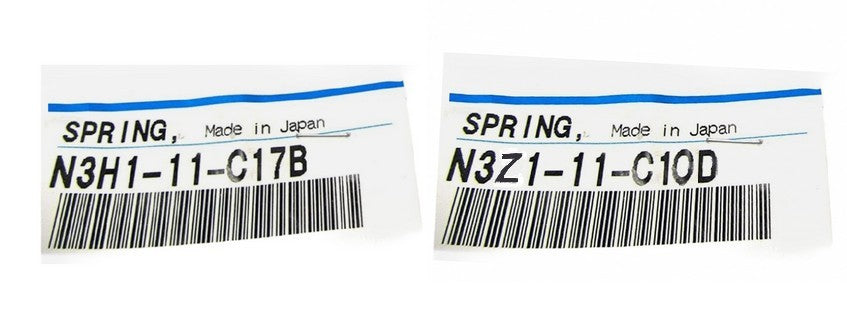 SPRING, Made in Japan
N3H1-11-C17B
SPRING, Made in Japan
N3Z1-11-C10D